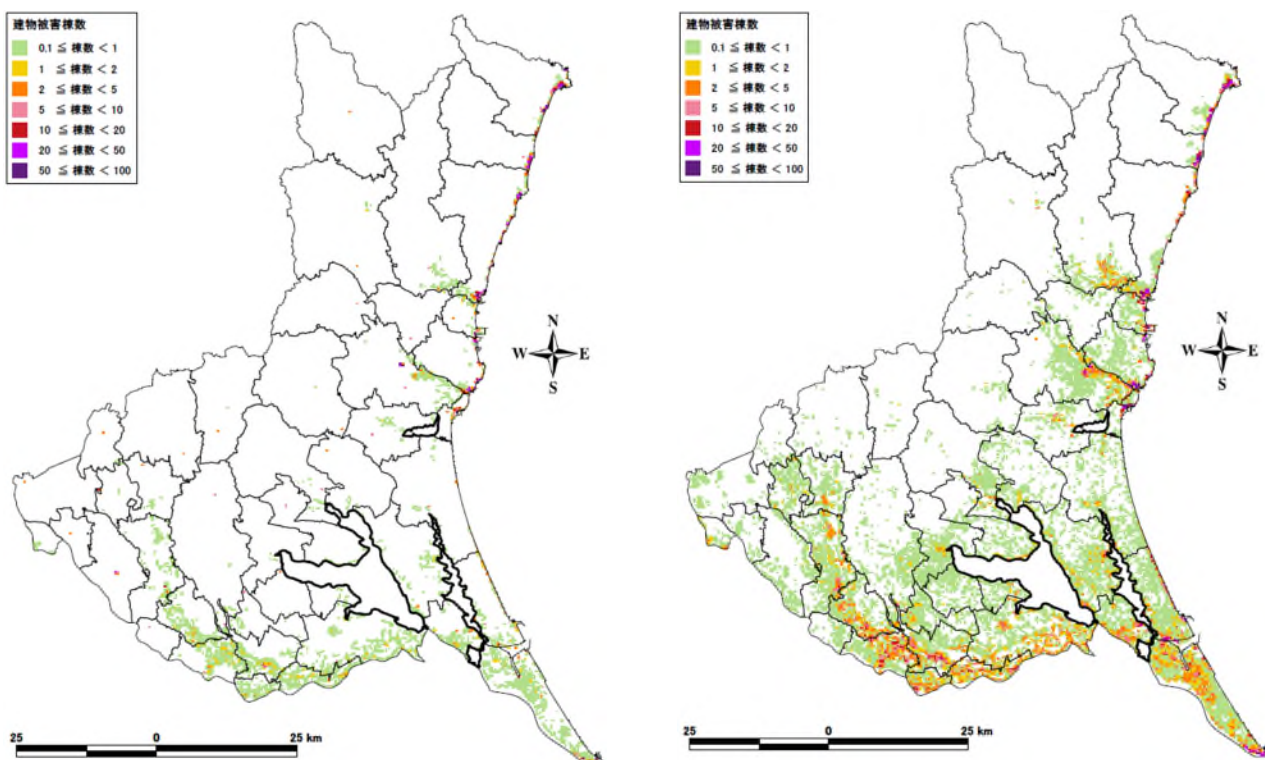 建物被害棟数
0.1 ≦ 棟数 < 1
1 ≦ 棟数 < 2
2 ≦ 棟数 < 5
5 ≦ 棟数 < 10
10 ≦ 棟数 < 20
20 ≦ 棟数 < 50
50 ≦ 棟数 < 100
N
W E
S
25 0 25 km
建物被害棟数
0.1 ≦ 棟数 < 1
1 ≦ 棟数 < 2
2 ≦ 棟数 < 5
5 ≦ 棟数 < 10
10 ≦ 棟数 < 20
20 ≦ 棟数 < 50
50 ≦ 棟数 < 100
N
W E
S
25 0 25 km